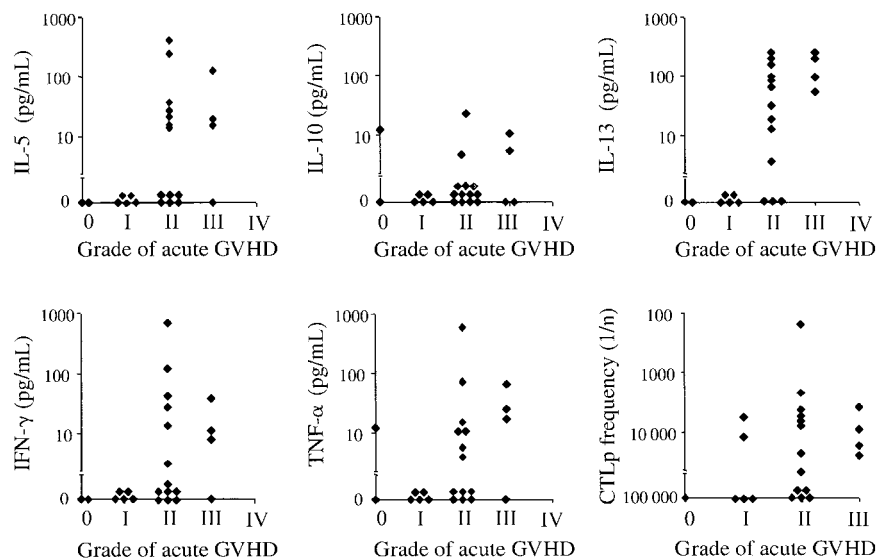 IL-5 (pg/mL)
1000
100
10
0
0 I II III IV
Grade of acute GVHD
IL-10 (pg/mL)
1000
100
10
0
0 I II III IV
Grade of acute GVHD
IL-13 (pg/mL)
1000
100
10
0
0 I II III IV
Grade of acute GVHD
IFN-γ (pg/mL)
1000
100
10
0
0 I II III IV
Grade of acute GVHD
TNF-α (pg/mL)
1000
100
10
0
0 I II III IV
Grade of acute GVHD
CTLp frequency (1/n)
100
1000
10 000
100 000
0 I II III
Grade of acute GVHD